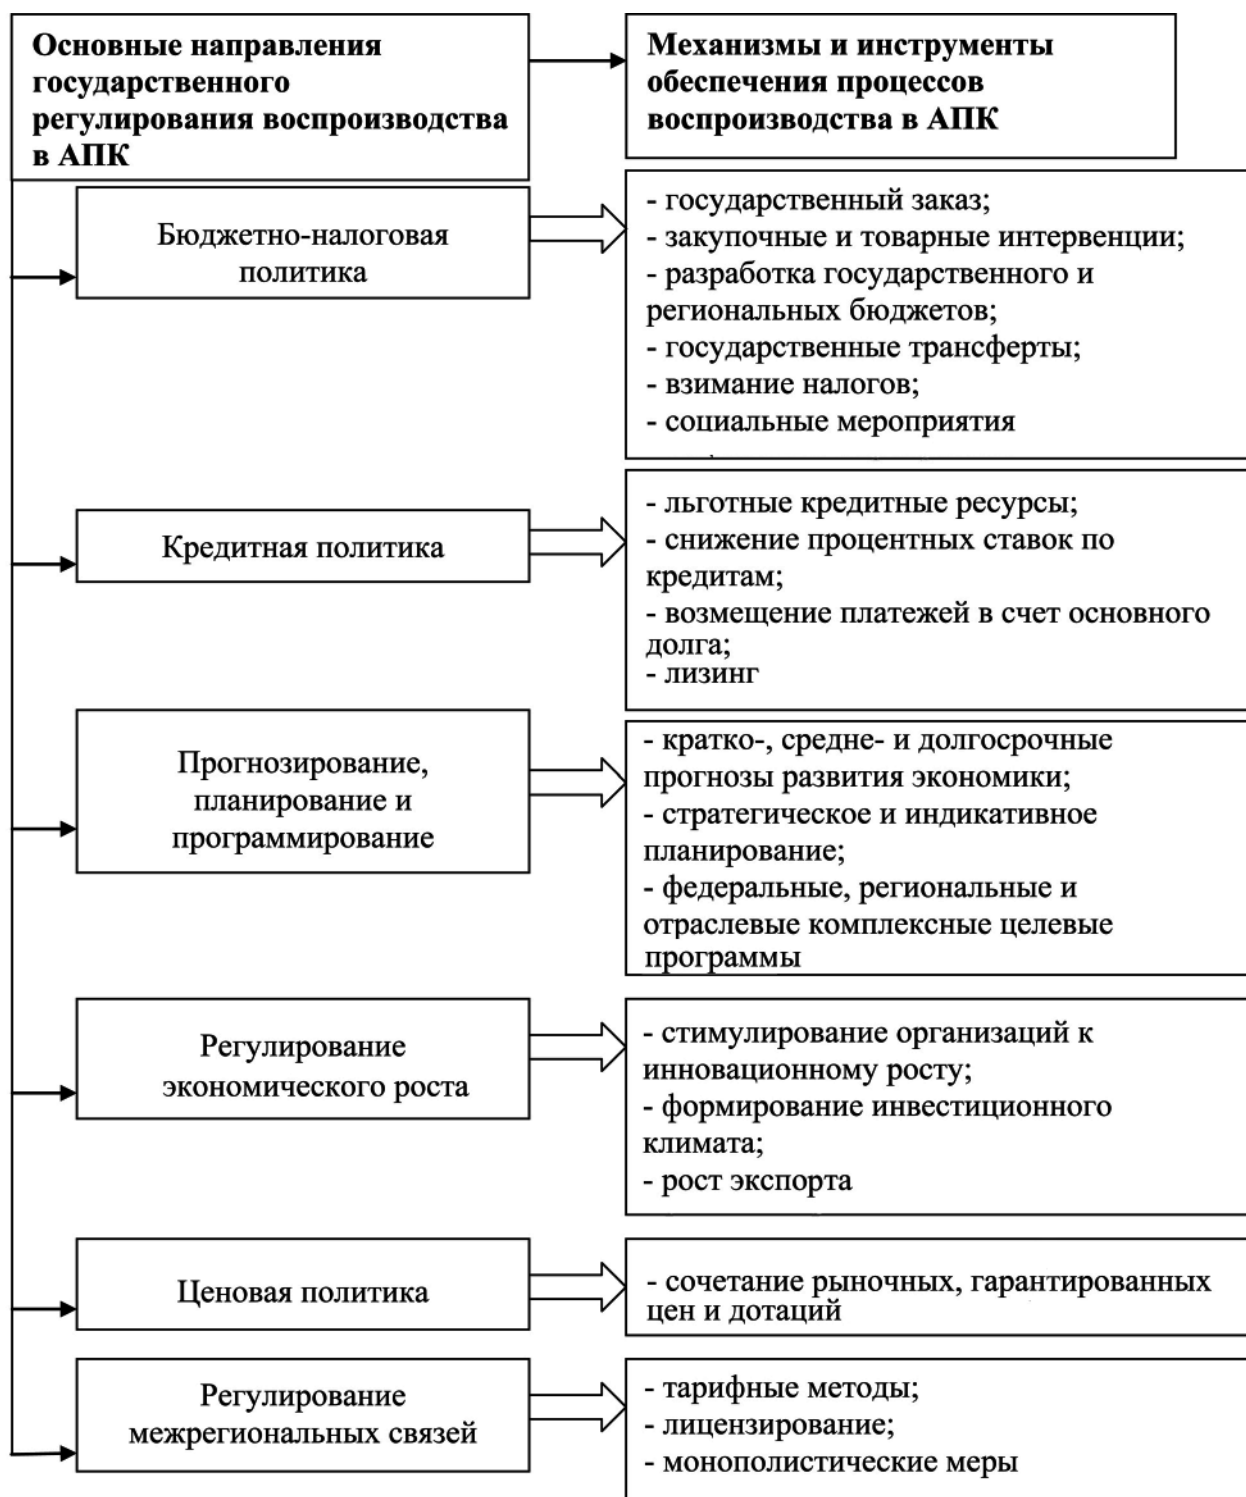 Основные направления
государственного
регулирования воспроизводства
в АПК
Механизмы и инструменты
обеспечения процессов
воспроизводства в АПК
Бюджетно-налоговая
политика
- государственный заказ;
- закупочные и товарные интервенции;
- разработка государственного и
региональных бюджетов;
- государственные трансферты;
- взимание налогов;
- социальные мероприятия
Кредитная политика
- льготные кредитные ресурсы;
- снижение процентных ставок по
кредитам;
- возмещение платежей в счет основного
долга;
- лизинг
Прогнозирование,
планирование и
программирование
- кратко-, средне- и долгосрочные
прогнозы развития экономики;
- стратегическое и индикативное
планирование;
- федеральные, региональные и
отраслевые комплексные целевые
программы
Регулирование
экономического роста
- стимулирование организаций к
инновационному росту;
- формирование инвестиционного
климата;
- рост экспорта
Ценовая политика
- сочетание рыночных, гарантированных
цен и дотаций
Регулирование
межрегиональных связей
- тарифные методы;
- лицензирование;
- монополистические меры